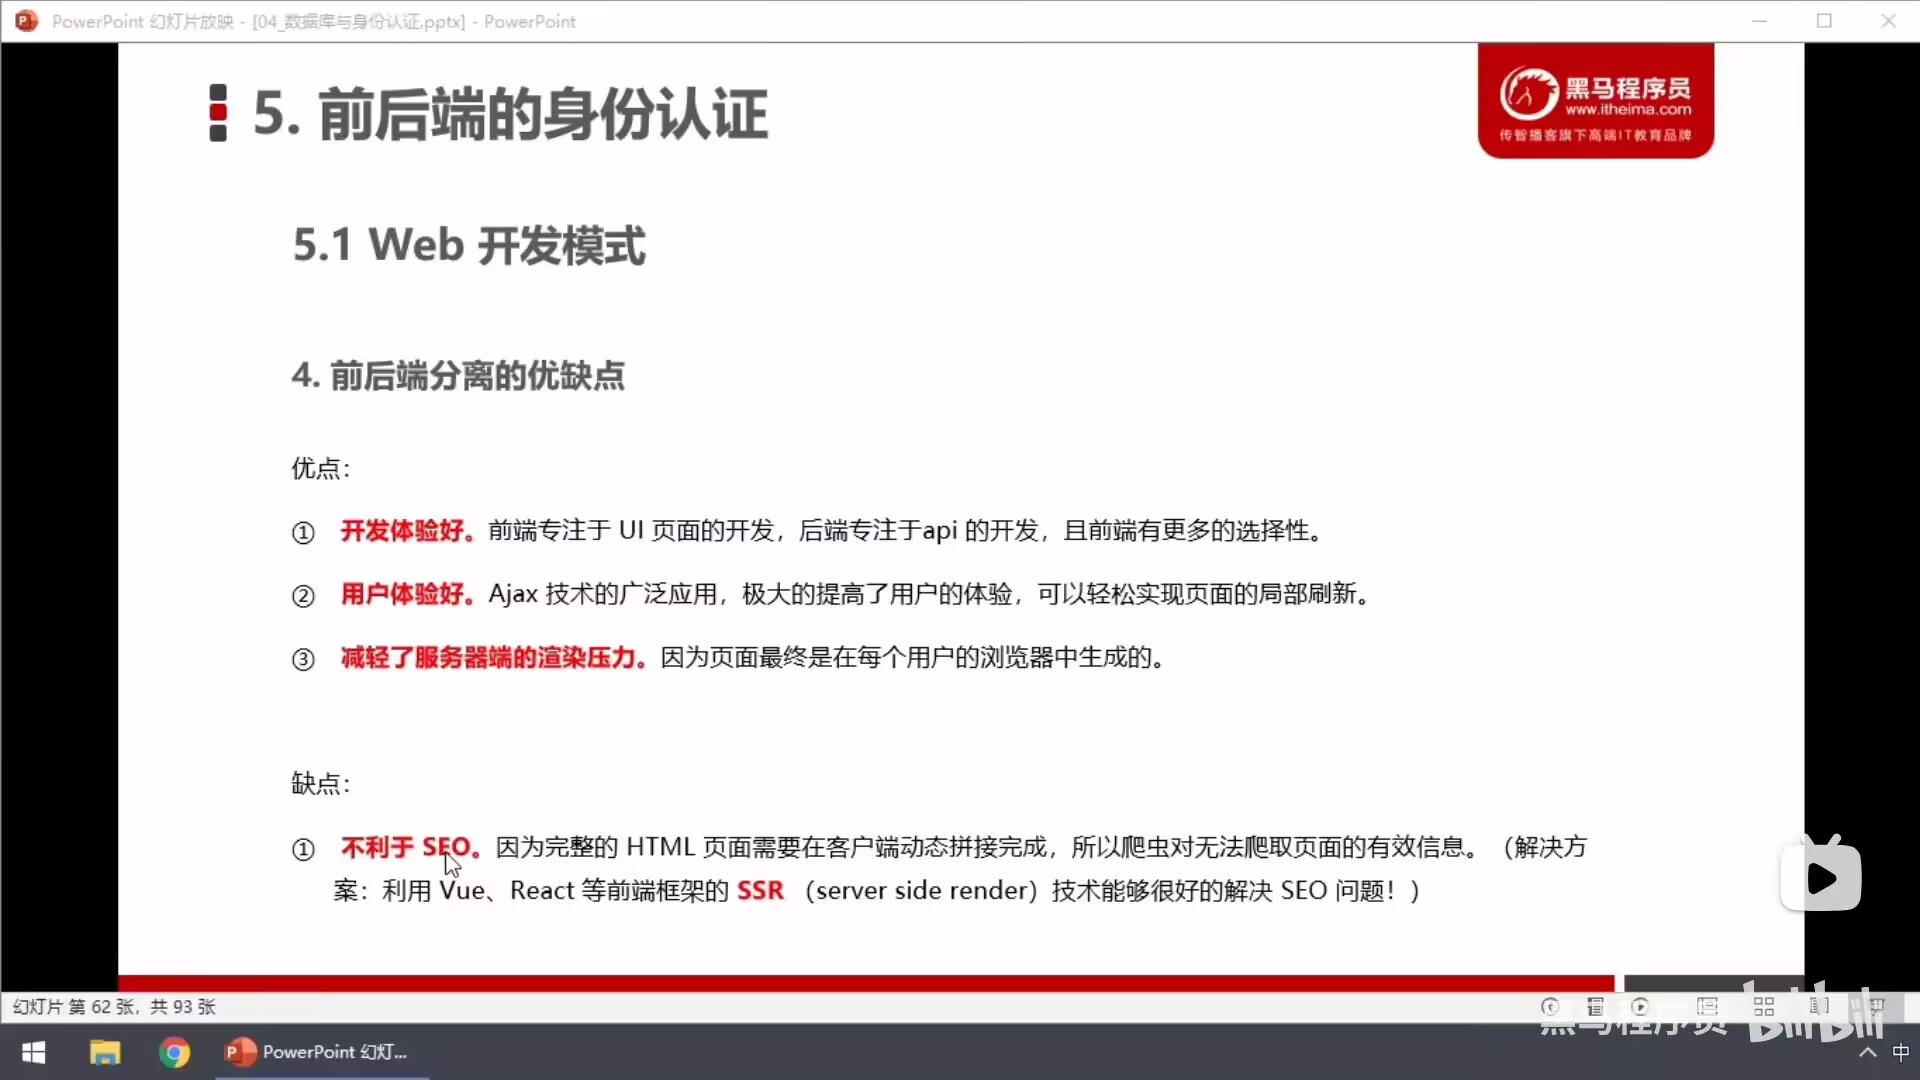 PowerPoint 幻灯片放映 - [04_数据库与身份认证.pptx] - PowerPoint
黑马程序员
www.itheima.com
传智播客旗下高端IT教育品牌
5. 前后端的身份认证
5.1 Web 开发模式
4. 前后端分离的优缺点
优点：
① 开发体验好。前端专注于 UI 页面的开发，后端专注于api 的开发，且前端有更多的选择性。
② 用户体验好。Ajax 技术的广泛应用，极大的提高了用户的体验，可以轻松实现页面的局部刷新。
③ 减轻了服务器端的渲染压力。因为页面最终是在每个用户的浏览器中生成的。
缺点：
① 不利于 SEO。因为完整的 HTML 页面需要在客户端动态拼接完成，所以爬虫对无法爬取页面的有效信息。（解决方
案：利用 Vue、React 等前端框架的 SSR （server side render）技术能够很好的解决 SEO 问题！）
幻灯片 第 62 张，共 93 张
黑马程序员 bilibili
PowerPoint 幻灯...
中